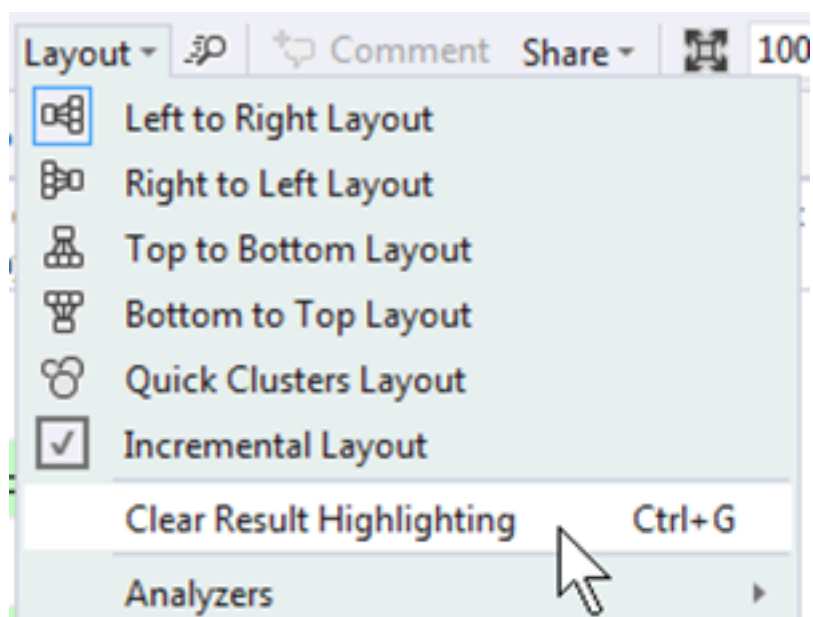 Layout Comment Share 100
Left to Right Layout
Right to Left Layout
Top to Bottom Layout
Bottom to Top Layout
Quick Clusters Layout
Incremental Layout
Clear Result Highlighting Ctrl+G
Analyzers